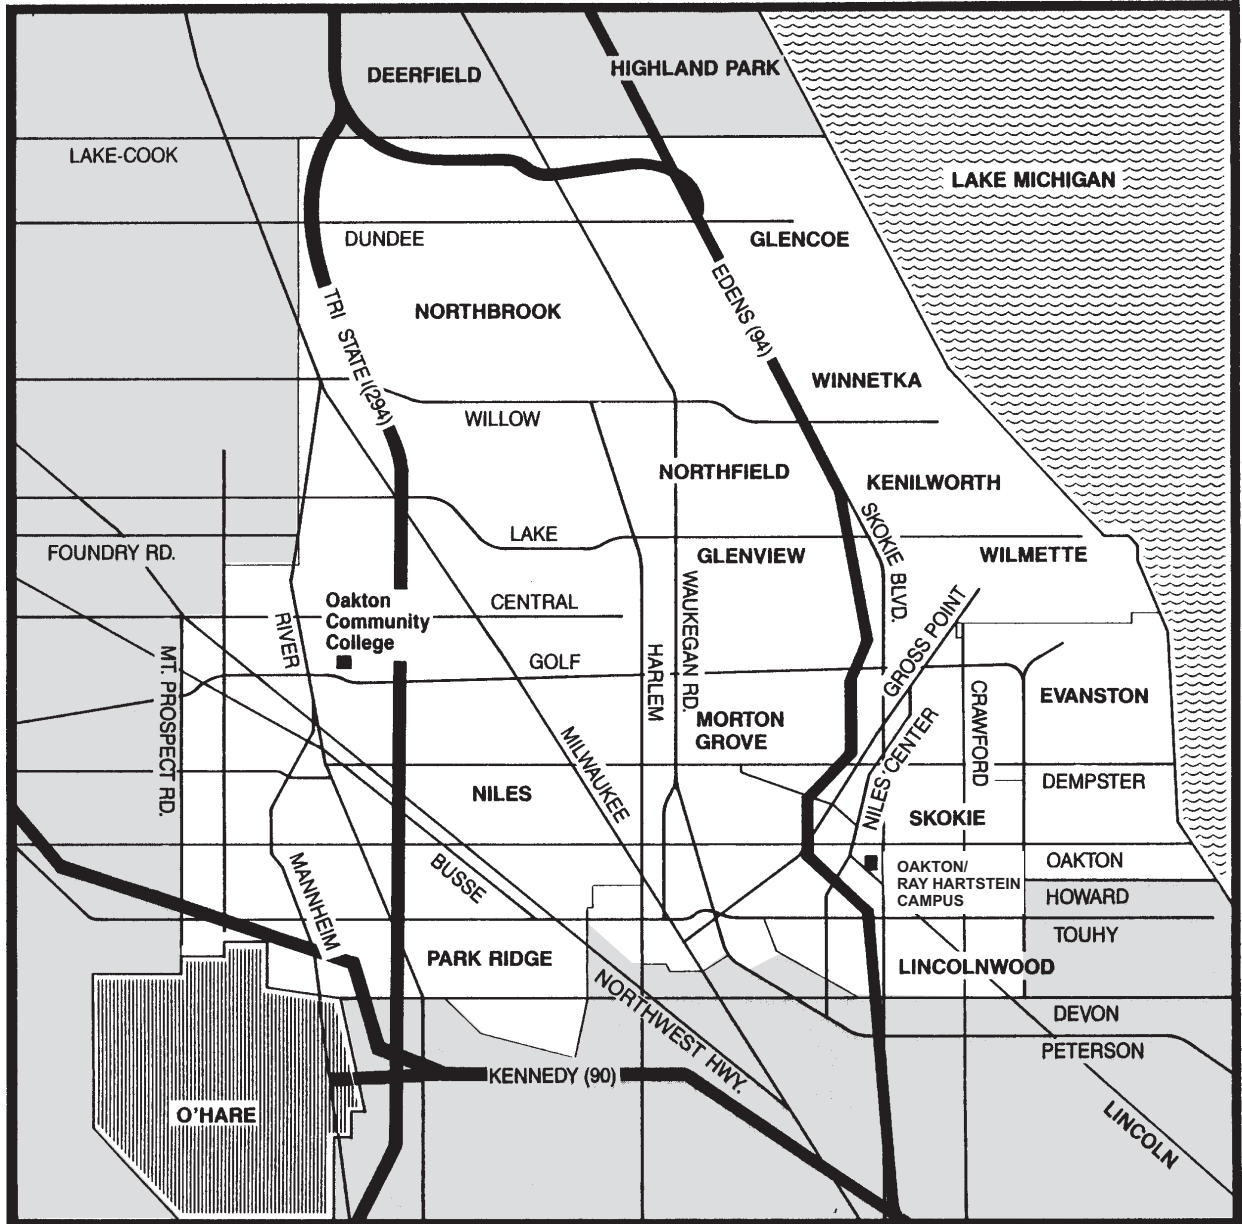 DEERFIELD
HIGHLAND PARK
LAKE-COOK
LAKE MICHIGAN
DUNDEE
GLENCOE
EDENS (94)
TRI STATE I(294)
NORTHBROOK
WINNETKA
WILLOW
NORTHFIELD
KENILWORTH
SKOKIE BLVD.
LAKE
FOUNDRY RD.
GLENVIEW
WILMETTE
Oakton
Community
College
CENTRAL
RIVER
WAUKEGAN RD.
GROSS POINT
GOLF
HARLEM
MT. PROSPECT RD.
CRAWFORD
EVANSTON
MORTON
GROVE
MILWAUKEE
NILES CENTER
DEMPSTER
NILES
SKOKIE
MANNHEIM
BUSSE
OAKTON
OAKTON/
RAY HARTSTEIN
CAMPUS
HOWARD
TOUHY
PARK RIDGE
LINCOLNWOOD
NORTHWEST HWY.
DEVON
PETERSON
KENNEDY (90)
O'HARE
LINCOLN